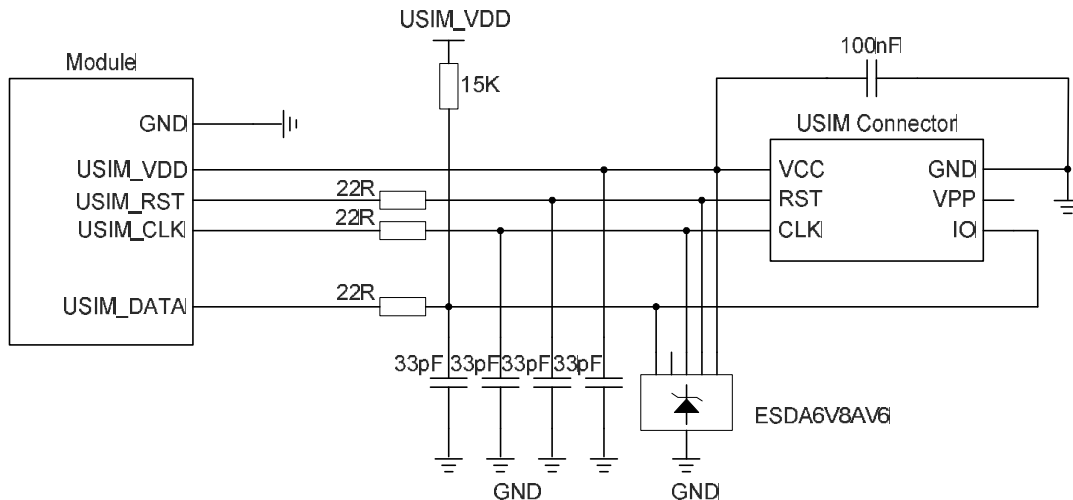 USIM_VDD
100nF
Module
15K
USIM Connector
GND
USIM_VDD
VCC
GND
USIM_RST
22R
RST
VPP
USIM_CLK
22R
CLK
IO
USIM_DATA
22R
33pF 33pF 33pF 33pF
ESDA6V8AV6
GND
GND